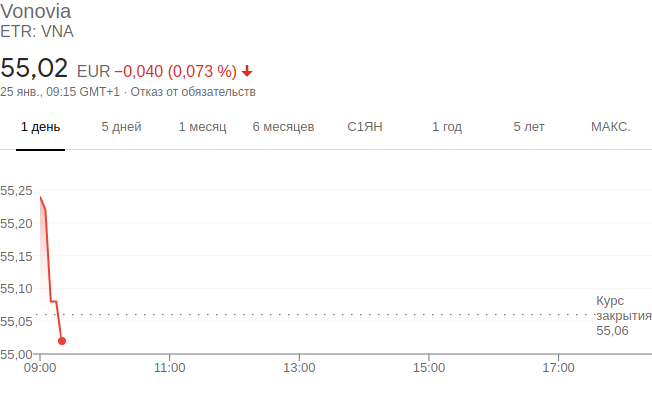 Vonovia
ETR: VNA
55,02 EUR −0,040 (0,073 %)
25 янв., 09:15 GMT+1 · Отказ от обязательств
1 день 5 дней 1 месяц 6 месяцев С1ЯН 1 год 5 лет МАКС.
55,25
55,20
55,15
55,10
Курс
55,05 закрытия
55,06
55,00
09:00 11:00 13:00 15:00 17:00